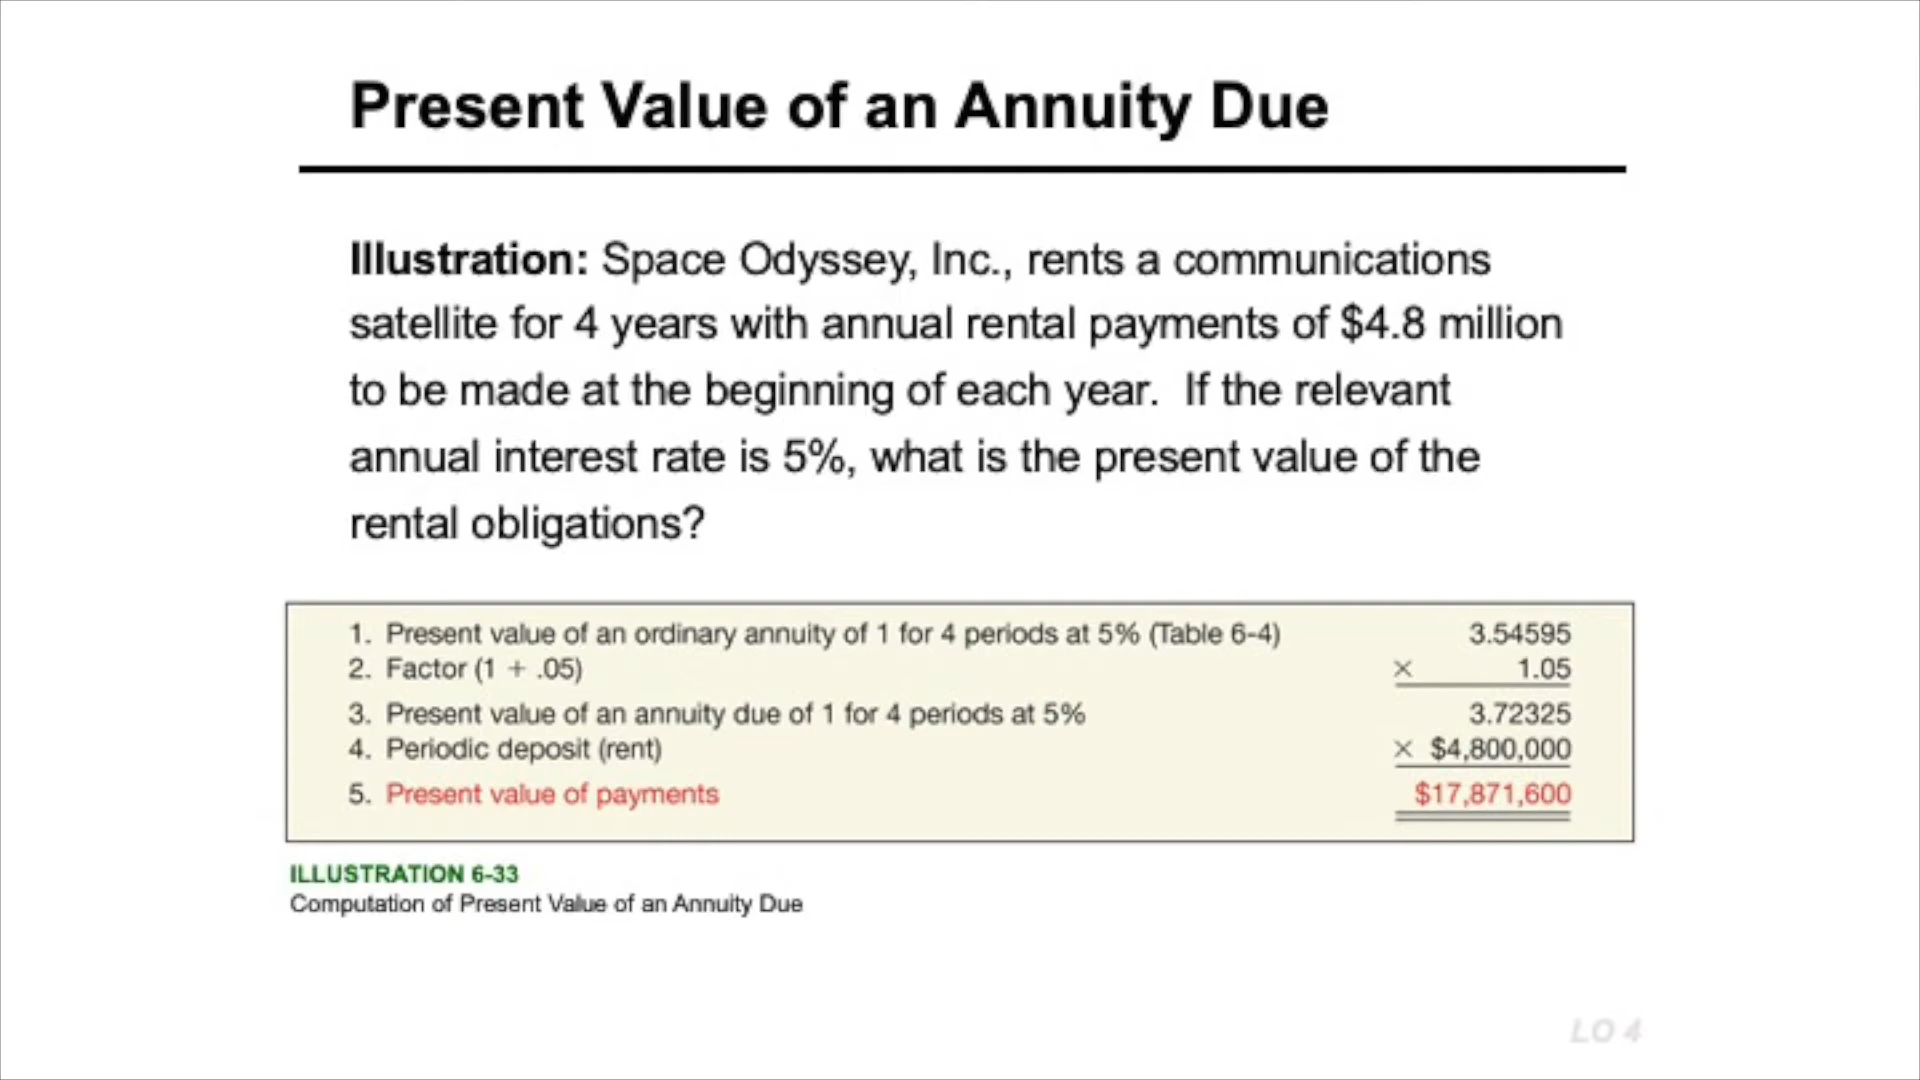 Present Value of an Annuity Due
Illustration: Space Odyssey, Inc., rents a communications
satellite for 4 years with annual rental payments of $4.8 million
to be made at the beginning of each year. If the relevant
annual interest rate is 5%, what is the present value of the
rental obligations?
1. Present value of an ordinary annuity of 1 for 4 periods at 5% (Table 6-4) 3.54595
2. Factor (1 + .05) × 1.05
3. Present value of an annuity due of 1 for 4 periods at 5% 3.72325
4. Periodic deposit (rent) × $4,800,000
5. Present value of payments $17,871,600
ILLUSTRATION 6-33
Computation of Present Value of an Annuity Due
LO 4